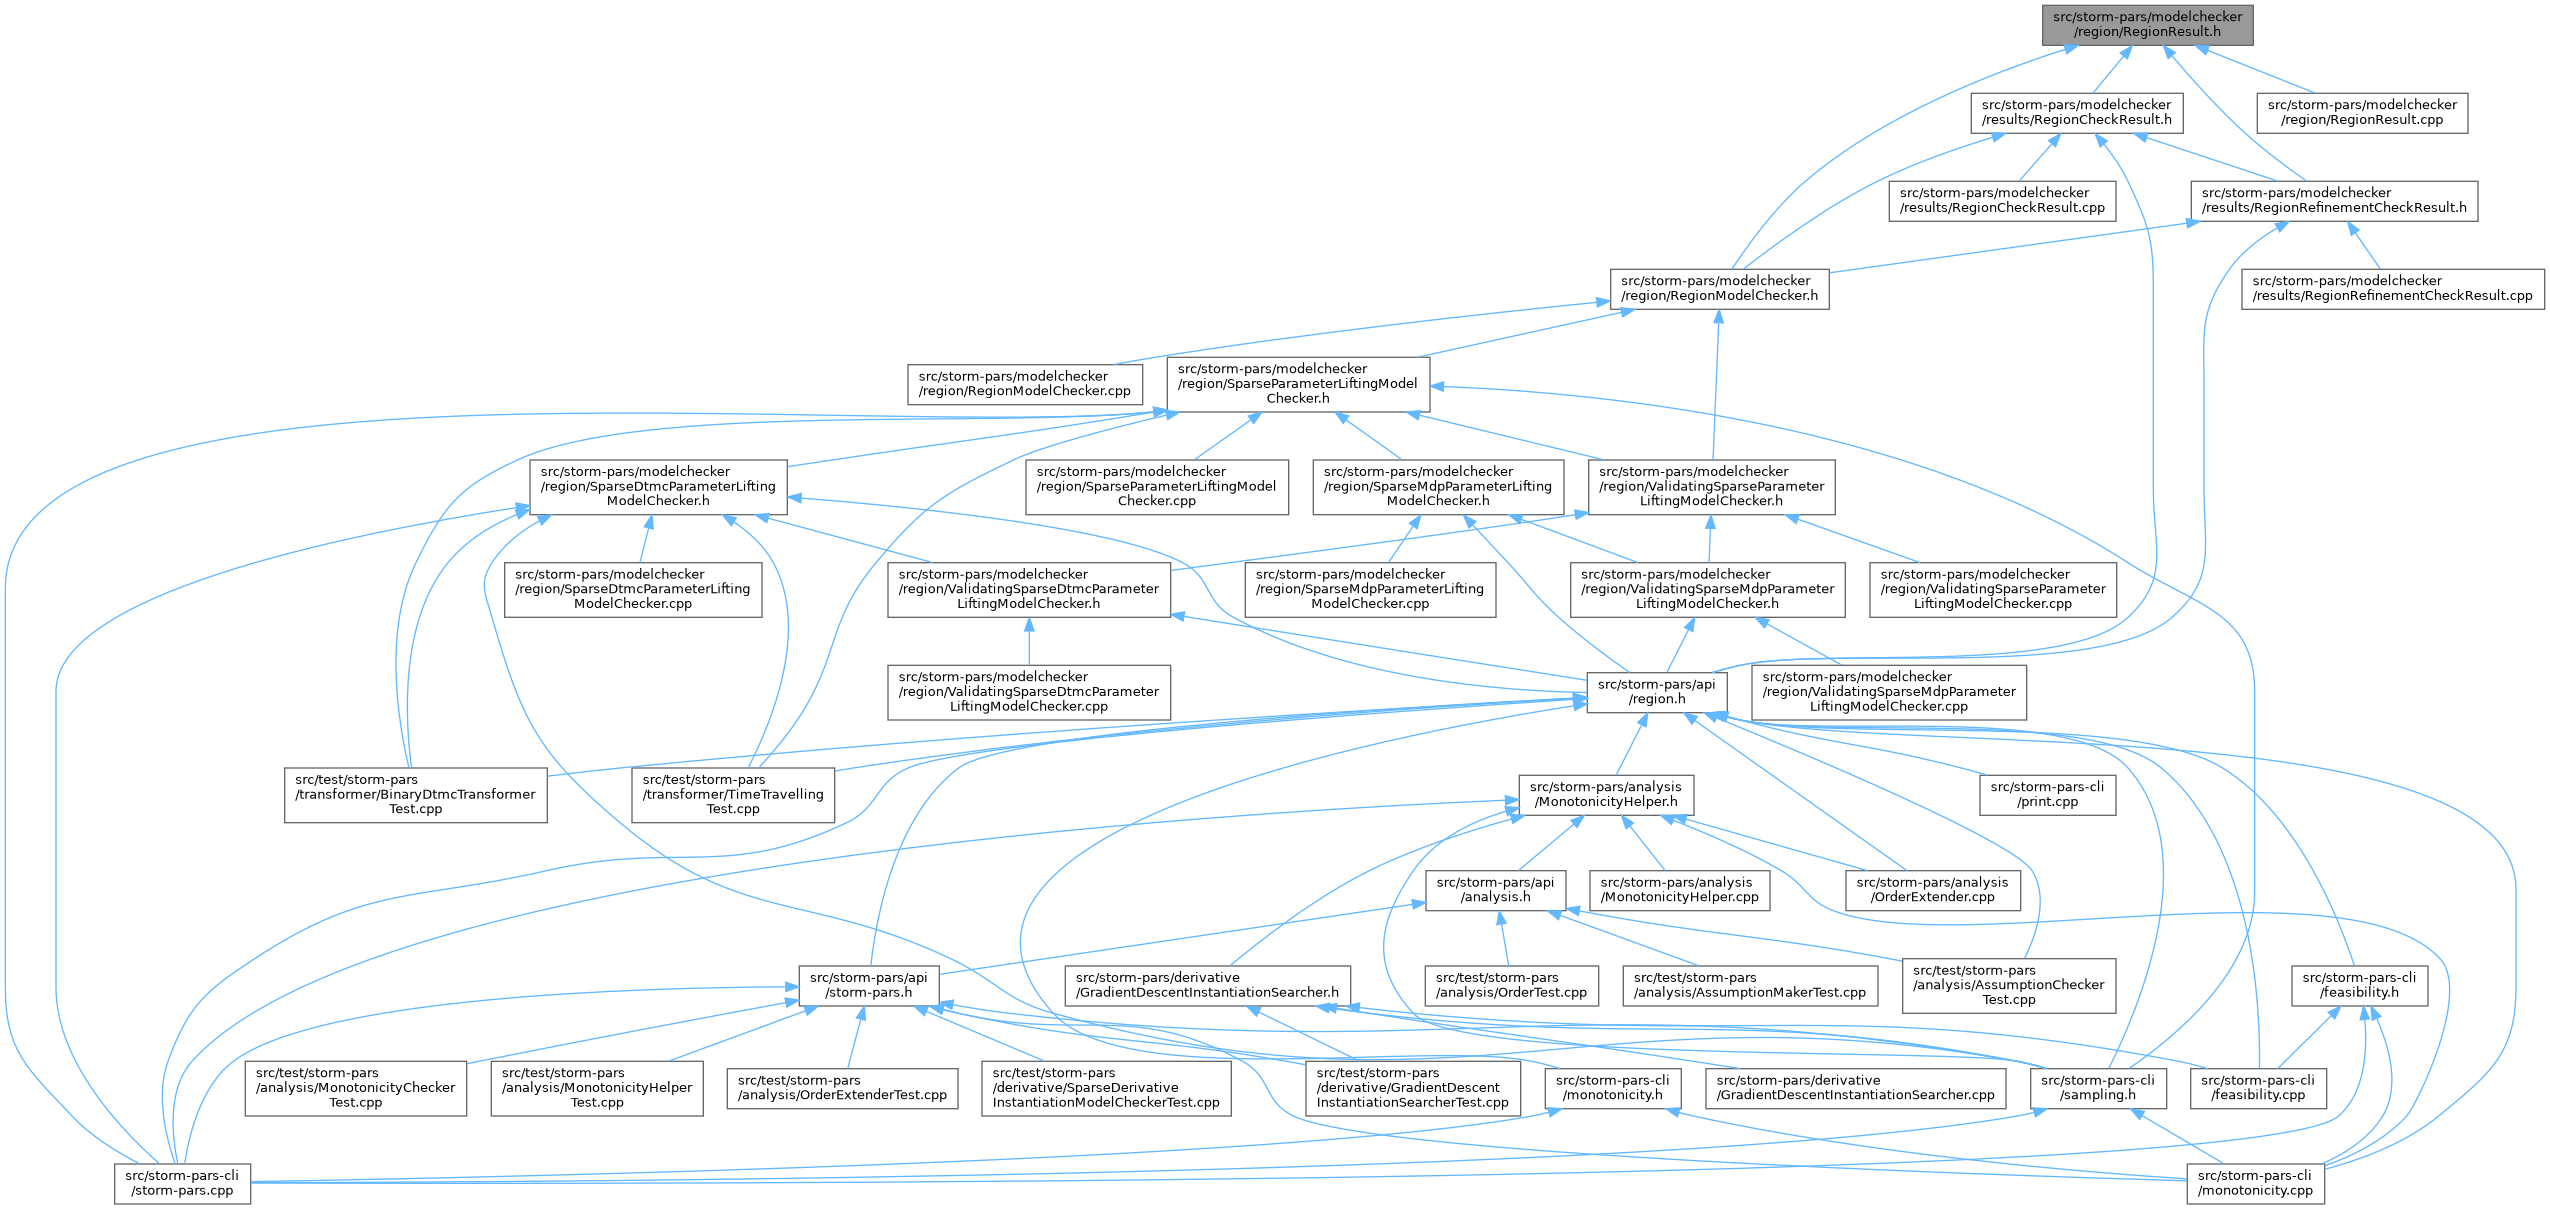 src/storm-pars/modelchecker
/region/RegionResult.h
src/storm-pars/modelchecker
/results/RegionCheckResult.h
src/storm-pars/modelchecker
/region/RegionResult.cpp
src/storm-pars/modelchecker
/results/RegionCheckResult.cpp
src/storm-pars/modelchecker
/results/RegionRefinementCheckResult.h
src/storm-pars/modelchecker
/region/RegionModelChecker.h
src/storm-pars/modelchecker
/results/RegionRefinementCheckResult.cpp
src/storm-pars/modelchecker
/region/RegionModelChecker.cpp
src/storm-pars/modelchecker
/region/SparseParameterLiftingModel
Checker.h
src/storm-pars/modelchecker
/region/SparseDtmcParameterLifting
ModelChecker.h
src/storm-pars/modelchecker
/region/SparseParameterLiftingModel
Checker.cpp
src/storm-pars/modelchecker
/region/SparseMdpParameterLifting
ModelChecker.h
src/storm-pars/modelchecker
/region/ValidatingSparseParameter
LiftingModelChecker.h
src/storm-pars/modelchecker
/region/SparseDtmcParameterLifting
ModelChecker.cpp
src/storm-pars/modelchecker
/region/ValidatingSparseDtmcParameter
LiftingModelChecker.h
src/storm-pars/modelchecker
/region/SparseMdpParameterLifting
ModelChecker.cpp
src/storm-pars/modelchecker
/region/ValidatingSparseMdpParameter
LiftingModelChecker.h
src/storm-pars/modelchecker
/region/ValidatingSparseParameter
LiftingModelChecker.cpp
src/storm-pars/modelchecker
/region/ValidatingSparseDtmcParameter
LiftingModelChecker.cpp
src/storm-pars/api
/region.h
src/storm-pars/modelchecker
/region/ValidatingSparseMdpParameter
LiftingModelChecker.cpp
src/test/storm-pars
/transformer/BinaryDtmcTransformer
Test.cpp
src/test/storm-pars
/transformer/TimeTravelling
Test.cpp
src/storm-pars/analysis
/MonotonicityHelper.h
src/storm-pars-cli
/print.cpp
src/storm-pars/api
/analysis.h
src/storm-pars/analysis
/MonotonicityHelper.cpp
src/storm-pars/analysis
/OrderExtender.cpp
src/storm-pars/api
/storm-pars.h
src/storm-pars/derivative
/GradientDescentInstantiationSearcher.h
src/test/storm-pars
/analysis/OrderTest.cpp
src/test/storm-pars
/analysis/AssumptionMakerTest.cpp
src/test/storm-pars
/analysis/AssumptionChecker
Test.cpp
src/storm-pars-cli
/feasibility.h
src/test/storm-pars
/analysis/MonotonicityChecker
Test.cpp
src/test/storm-pars
/analysis/MonotonicityHelper
Test.cpp
src/test/storm-pars
/analysis/OrderExtenderTest.cpp
src/test/storm-pars
/derivative/SparseDerivative
InstantiationModelCheckerTest.cpp
src/test/storm-pars
/derivative/GradientDescent
InstantiationSearcherTest.cpp
src/storm-pars-cli
/monotonicity.h
src/storm-pars/derivative
/GradientDescentInstantiationSearcher.cpp
src/storm-pars-cli
/sampling.h
src/storm-pars-cli
/feasibility.cpp
src/storm-pars-cli
/storm-pars.cpp
src/storm-pars-cli
/monotonicity.cpp